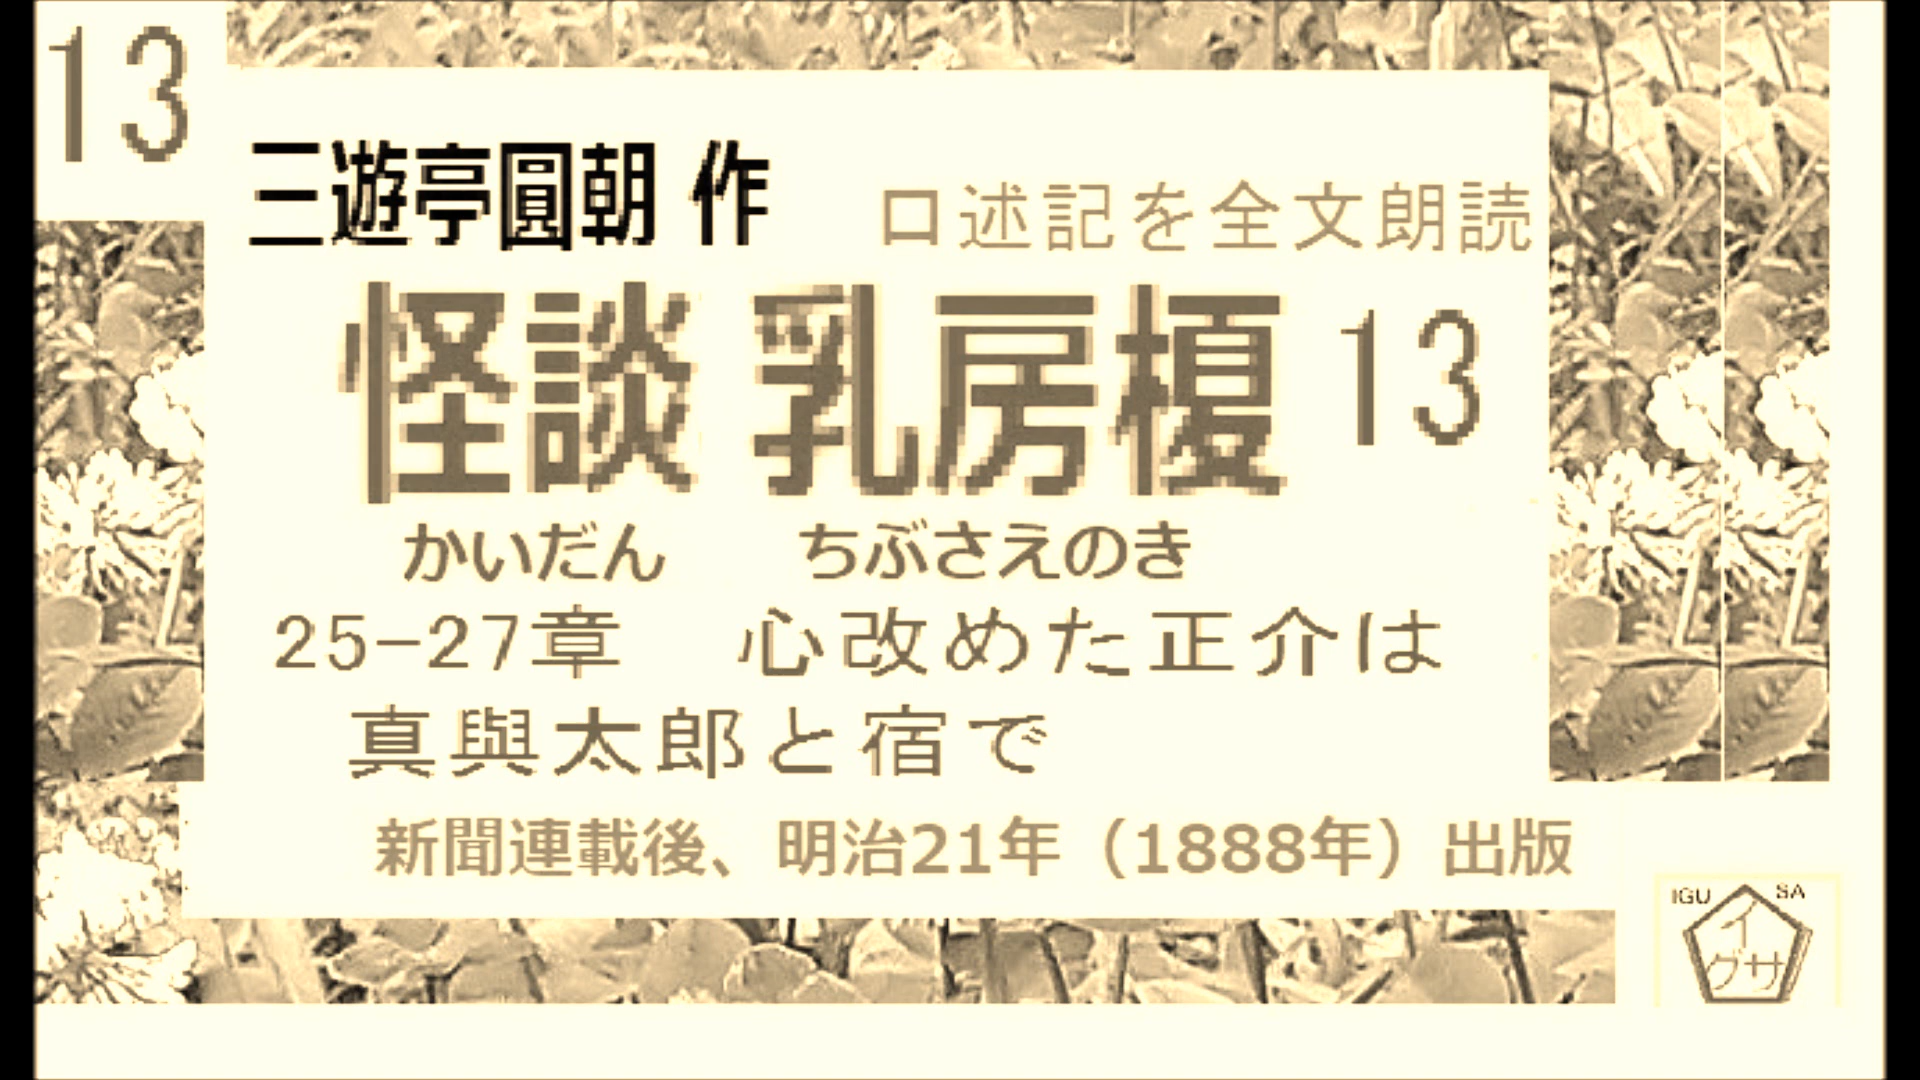 13
三遊亭圓朝 作 口述記を全文朗読
怪談 乳房榎 13
かいだん ちぶさえのき
25-27章 心改めた正介は
真與太郎と宿で
新聞連載後、明治21年（1888年）出版
IGU SA
イ
グサ